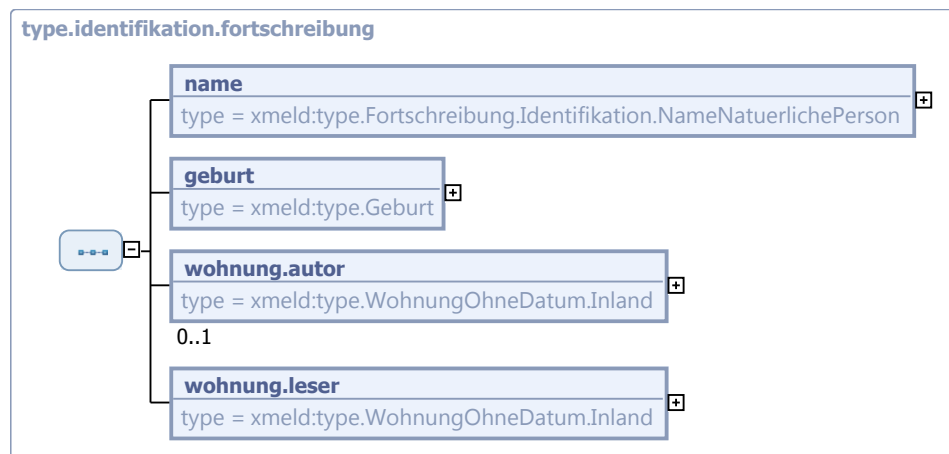 type.identifikation.fortschreibung
name
type = xmeld:type.Fortschreibung.Identifikation.NameNatuerlichePerson
geburt
type = xmeld:type.Geburt
wohnung.autor
type = xmeld:type.WohnungOhneDatum.Inland
0..1
wohnung.leser
type = xmeld:type.WohnungOhneDatum.Inland